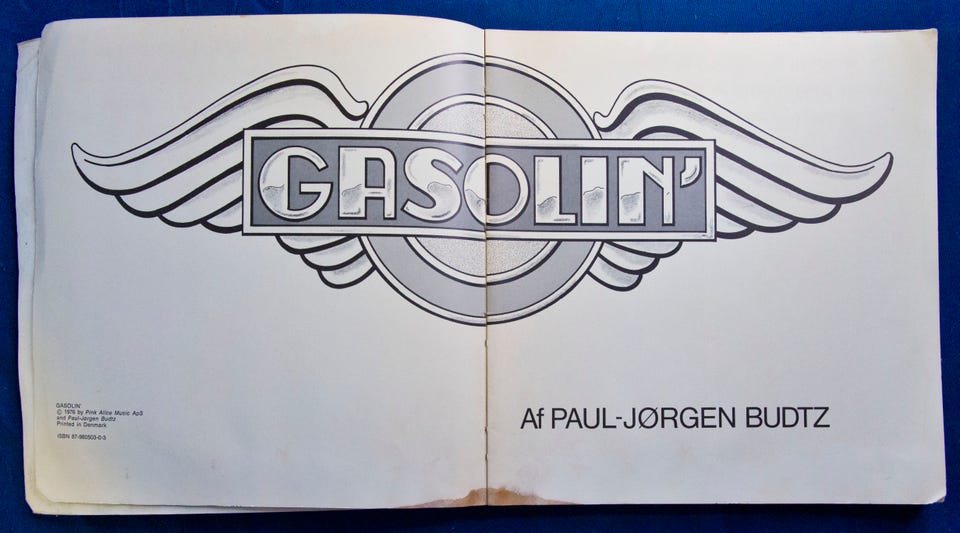 GASOLIN'
GASOLIN'
© 1976 by Pink Alice Music ApS
and Paul-Jørgen Budtz
Printed in Denmark
ISBN 87-980503-0-3
Af PAUL-JØRGEN BUDTZ